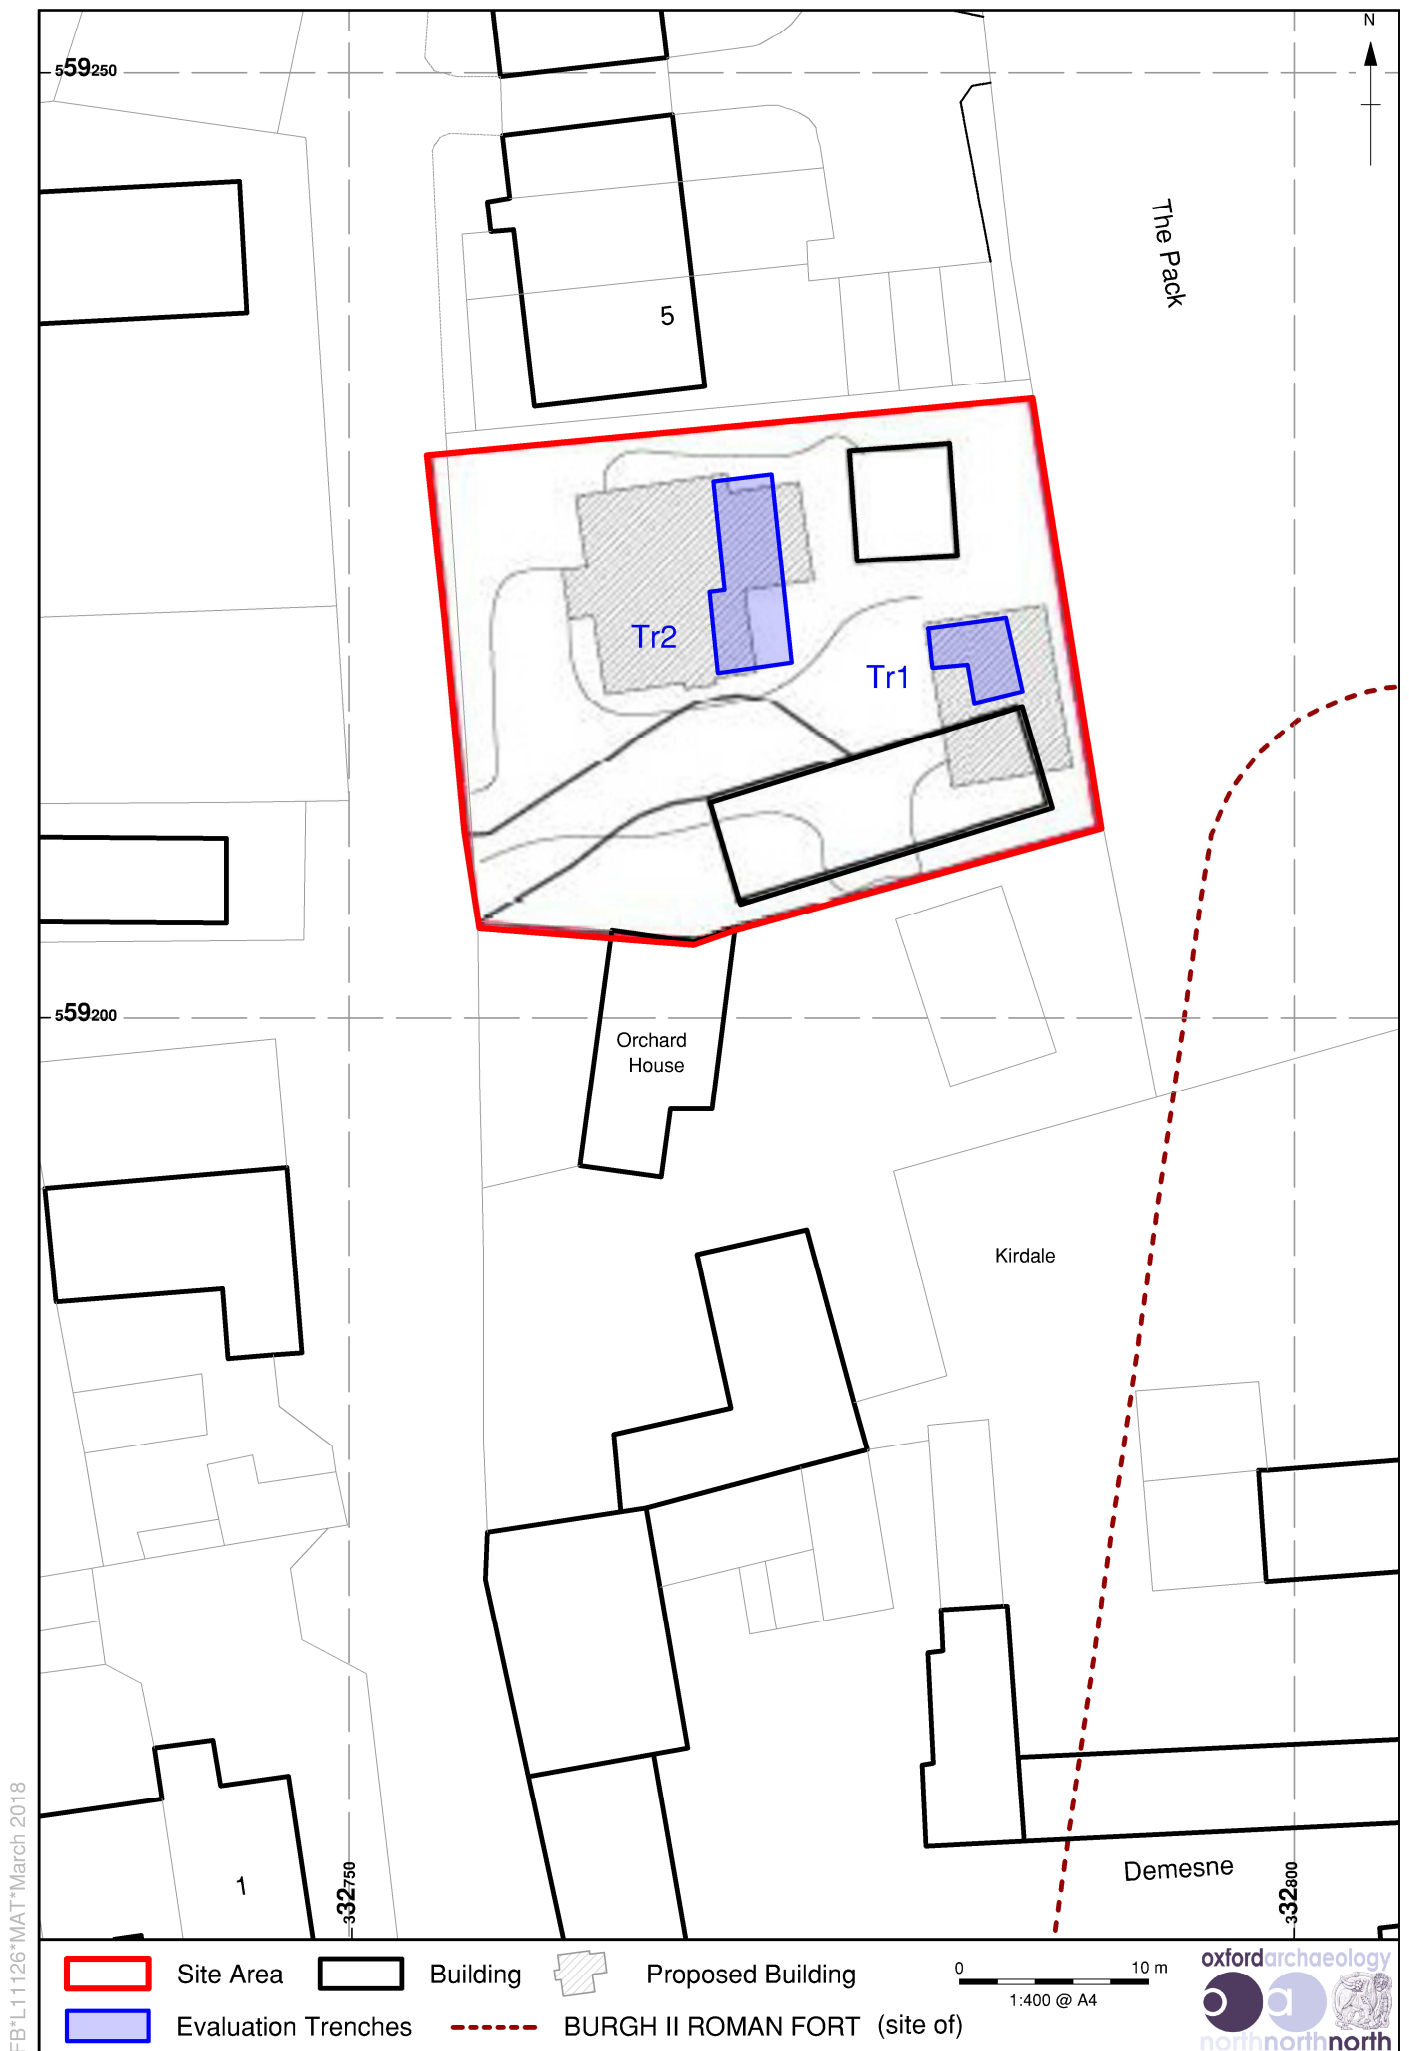 N
559250
The Pack
5
Tr2
Tr1
559200
Orchard
House
Kirdale
1
332750
332800
Demesne
FB*L11126*MAT*March 2018
Site Area
Building
Proposed Building
0 10 m
1:400 @ A4
Evaluation Trenches
BURGH II ROMAN FORT (site of)
oxfordarchaeology
oa
northnorthnorth